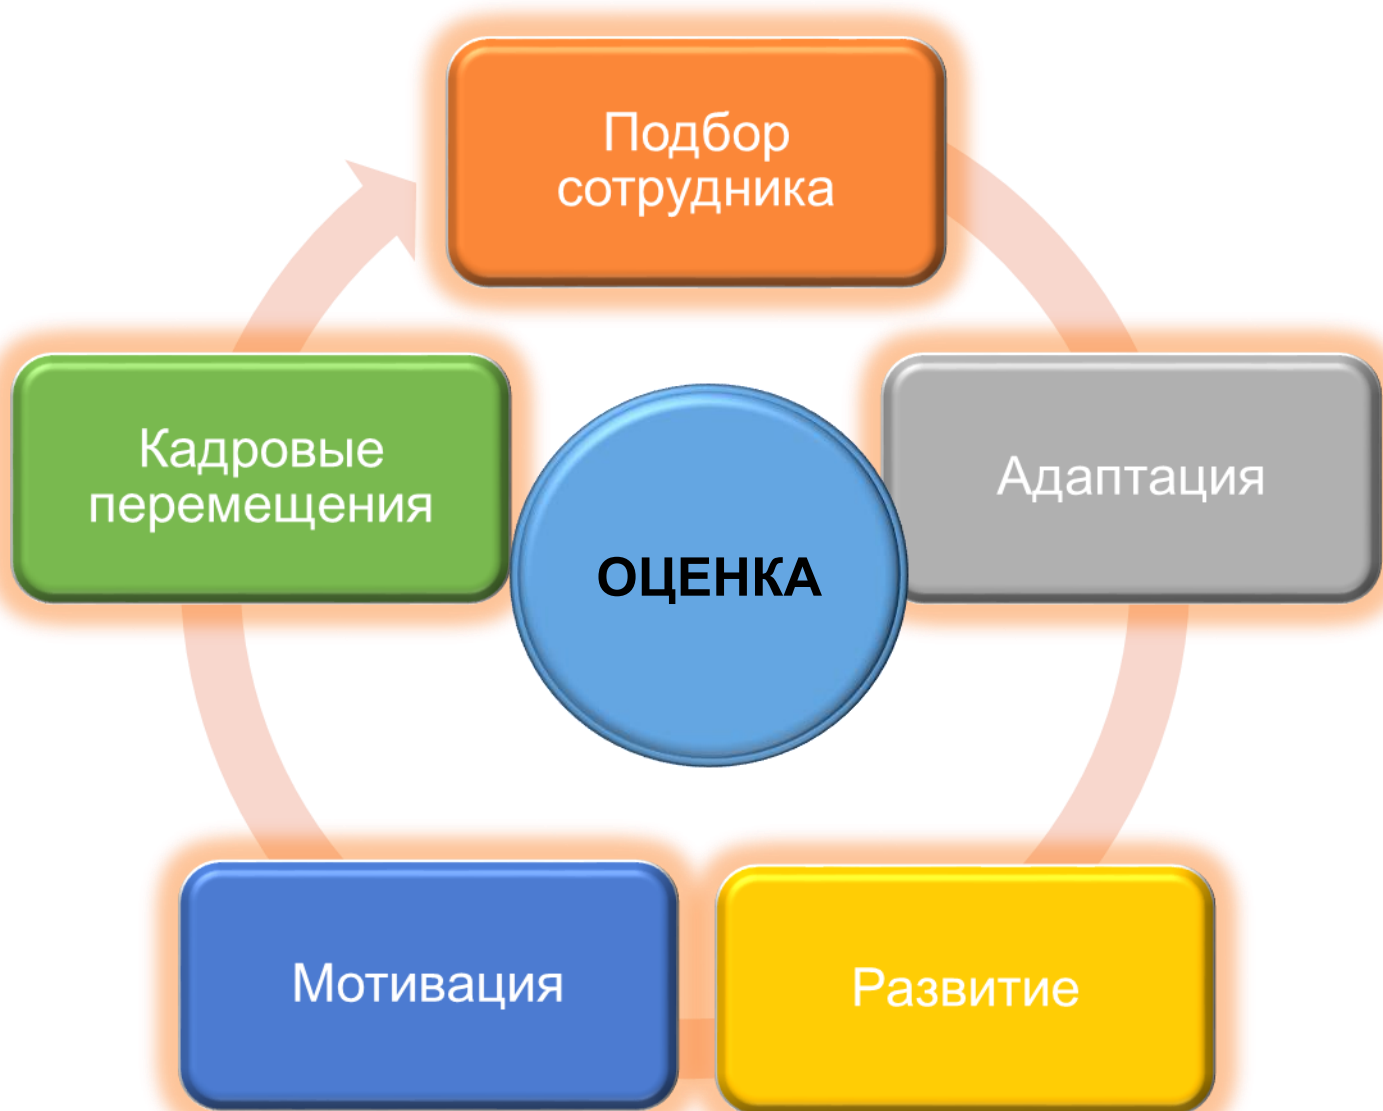 Подбор
сотрудника
Кадровые
перемещения
Адаптация
ОЦЕНКА
Мотивация
Развитие